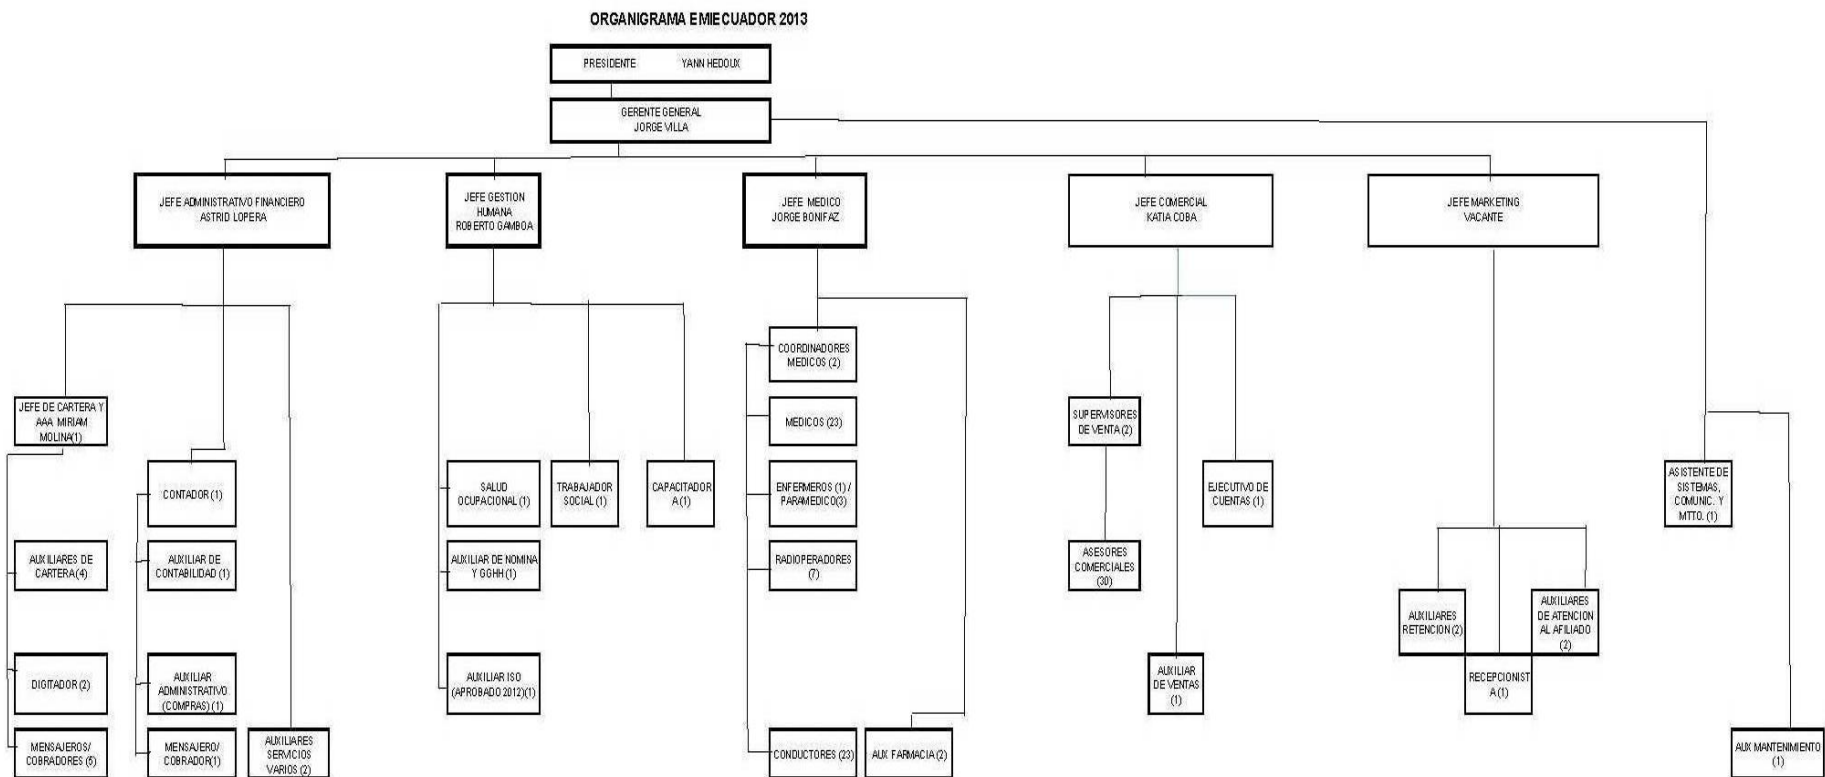 ORGANIGRAMA EMIECUADOR 2013
PRESIDENTE YANN HEDOUX
GERENTE GENERAL
JORGE VILLA
JEFE ADMINISTRATIVO FINANCIERO
ASTRID LOPERA
JEFE GESTION
HUMANA
ROBERTO GAMBOA
JEFE MEDICO
JORGE BONIFAZ
JEFE COMERCIAL
KATIA COBA
JEFE MARKETING
VACANTE
JEFE DE CARTERA Y
AAA MIRIAM
MOLINA(1)
AUXILIARES DE
CARTERA (4)
DIGITADOR (2)
MENSAJEROS/
COBRADORES (5)
CONTADOR (1)
AUXILIAR DE
CONTABILIDAD (1)
AUXILIAR
ADMINISTRATIVO
(COMPRAS) (1)
MENSAJERO/
COBRADOR(1)
AUXILIARES
SERVICIOS
VARIOS (2)
SALUD
OCUPACIONAL (1)
AUXILIAR DE NOMINA
Y GGHH (1)
AUXILIAR ISO
(APROBADO 2012)(1)
TRABAJADOR
SOCIAL (1)
CAPACITADOR
A (1)
COORDINADORES
MEDICOS (2)
MEDICOS (23)
ENFERMEROS (1) /
PARAMEDICO(3)
RADIOPERADORES
(7)
CONDUCTORES (23)
AUX FARMACIA (2)
SUPERVISORES
DE VENTA (2)
ASESORES
COMERCIALES
(30)
AUXILIAR
DE VENTAS
(1)
EJECUTIVO DE
CUENTAS (1)
AUXILIARES
RETENCION (2)
RECEPCIONIST
A (1)
AUXILIARES
DE ATENCION
AL AFILIADO
(2)
ASISTENTE DE
SISTEMAS,
COMUNIC. Y
MTTO. (1)
AUX MANTENIMIENTO
(1)